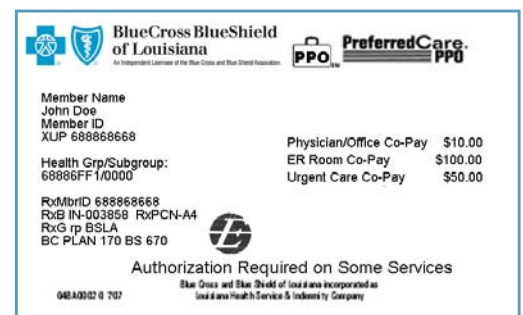 BlueCross BlueShield
of Louisiana
An Independent Licensee of the Blue Cross and Blue Shield Association.
PPO SM
PreferredCare.
PPO
Member Name
John Doe
Member ID
XUP 688868668
Physician/Office Co-Pay $10.00
ER Room Co-Pay $100.00
Urgent Care Co-Pay $50.00
Health Grp/Subgroup:
68886FF1/0000
RxMbrID 688868668
RxB IN-003858 RxPCN-A4
RxG rp BSLA
BC PLAN 170 BS 670
Authorization Required on Some Services
Blue Cross and Blue Shield of Louisiana incorporated as
Louisiana Health Service & Indemnity Company